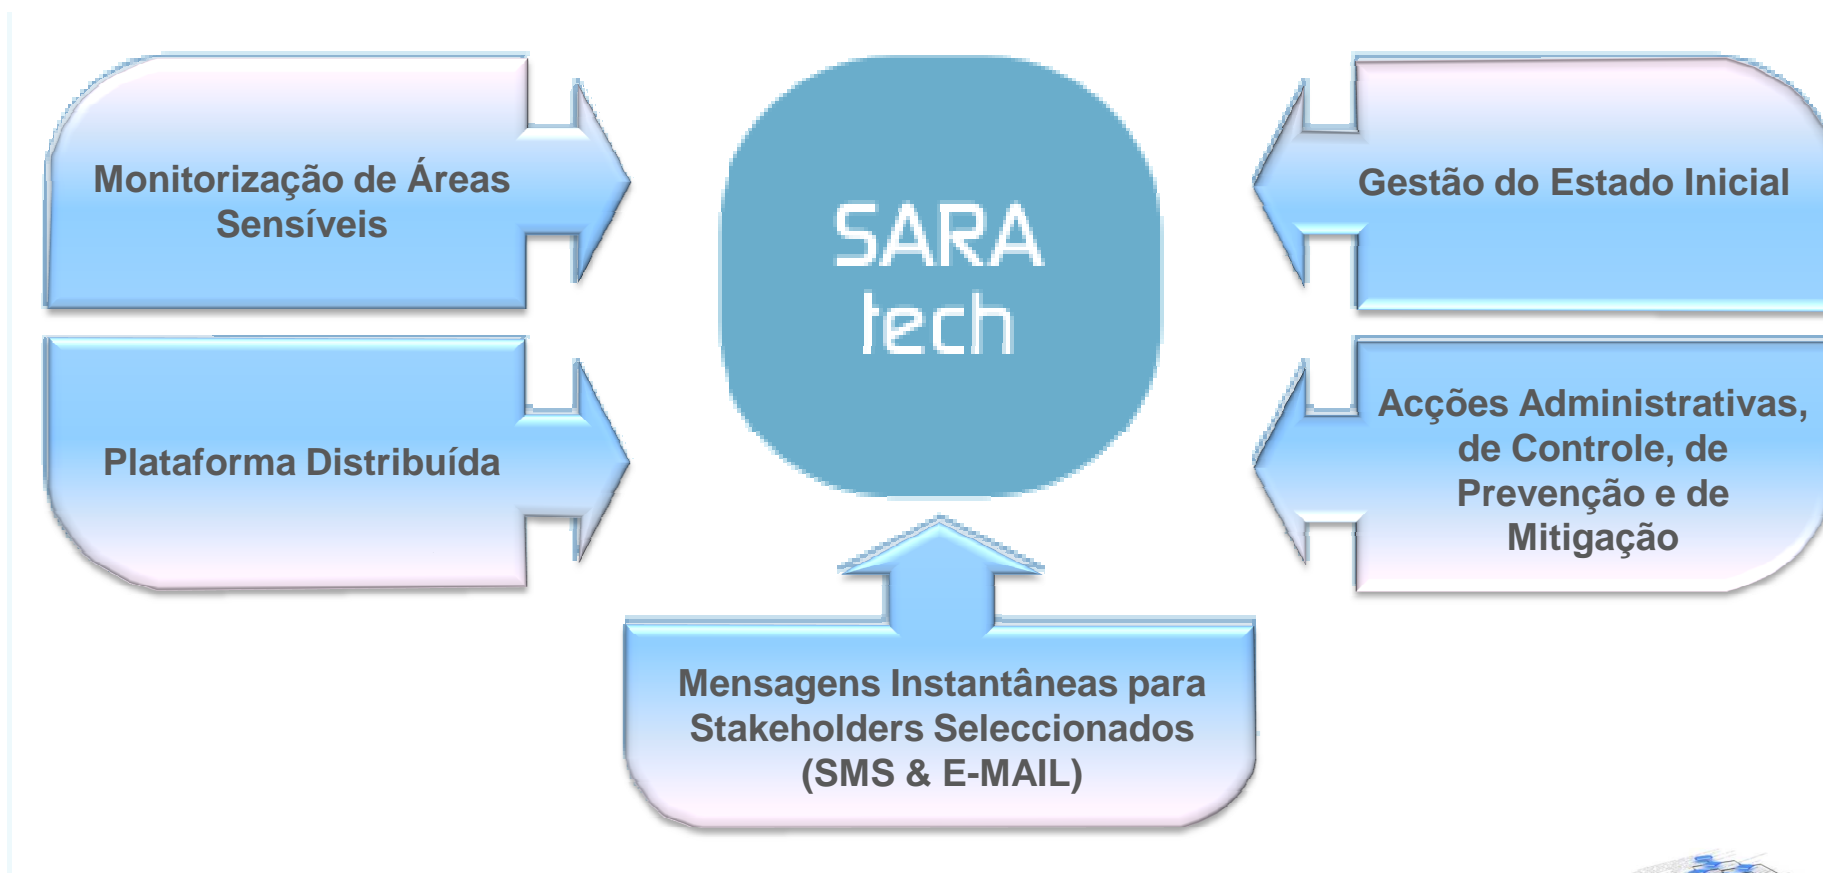 Monitorização de Áreas
Sensíveis
SARA
tech
Gestão do Estado Inicial
Plataforma Distribuída
Acções Administrativas,
de Controle, de
Prevenção e de
Mitigação
Mensagens Instantâneas para
Stakeholders Seleccionados
(SMS & E-MAIL)